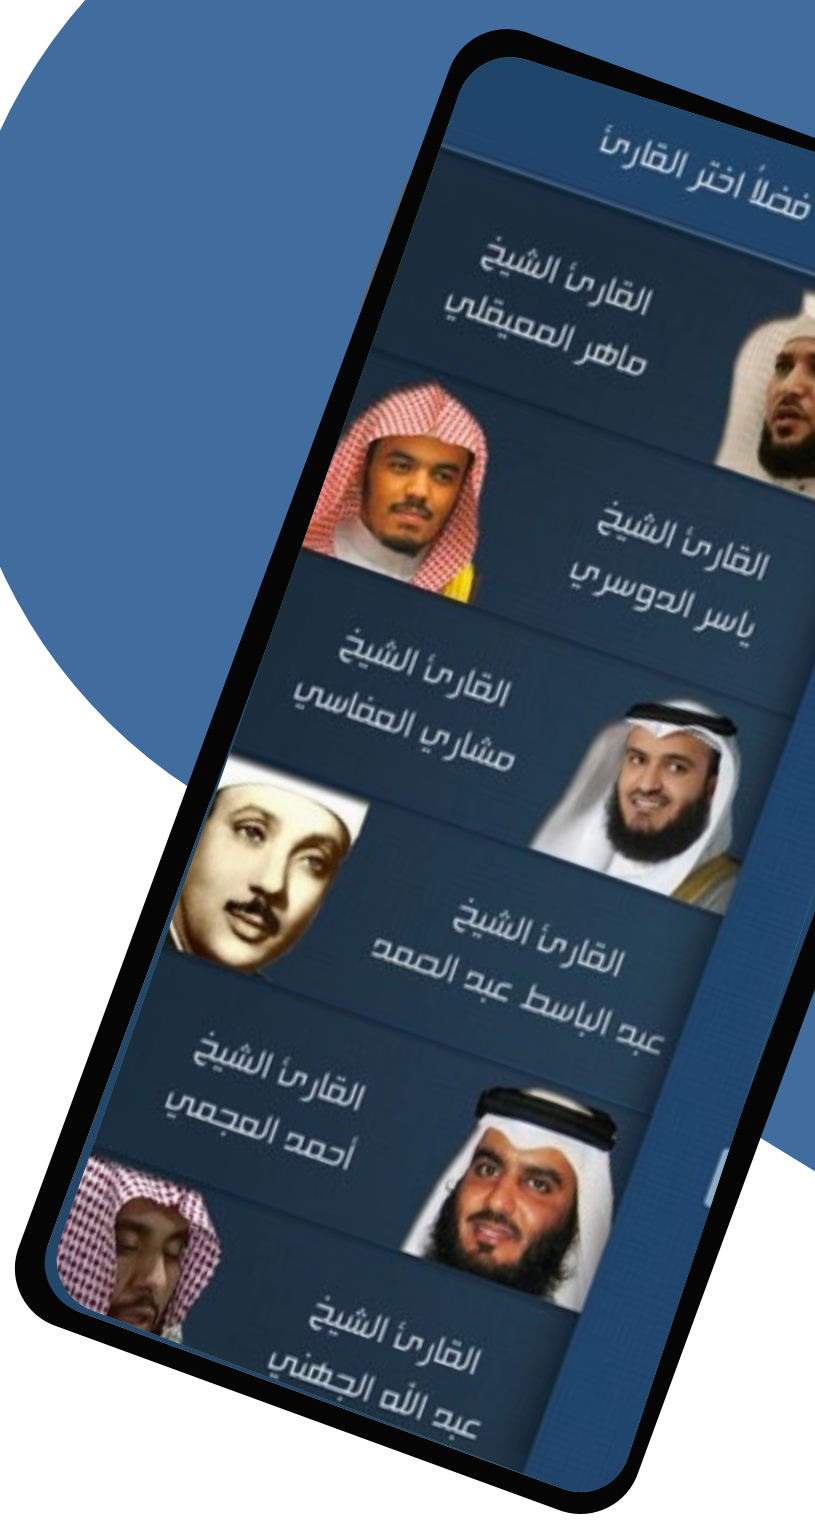 فضلاً اختر القارئ
القارئ الشيخ
ماهر المعيقلي
القارئ الشيخ
ياسر الدوسري
القارئ الشيخ
مشاري العفاسي
القارئ الشيخ
عبد الباسط عبد الصمد
القارئ الشيخ
أحمد العجمي
القارئ الشيخ
عبد الله الجهني